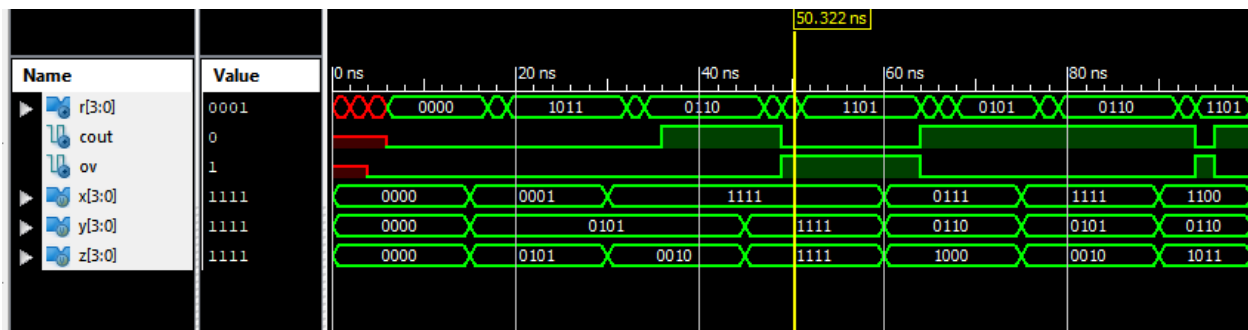 50.322 ns
Name Value 0 ns 20 ns 40 ns 60 ns 80 ns
r[3:0] 0001 0000 1011 0110 1101 0101 0110 1101
cout 0
ov 1
x[3:0] 1111 0000 0001 1111 0111 1111 1100
y[3:0] 1111 0000 0101 1111 0110 0101 0110
z[3:0] 1111 0000 0101 0010 1111 1000 0010 1011